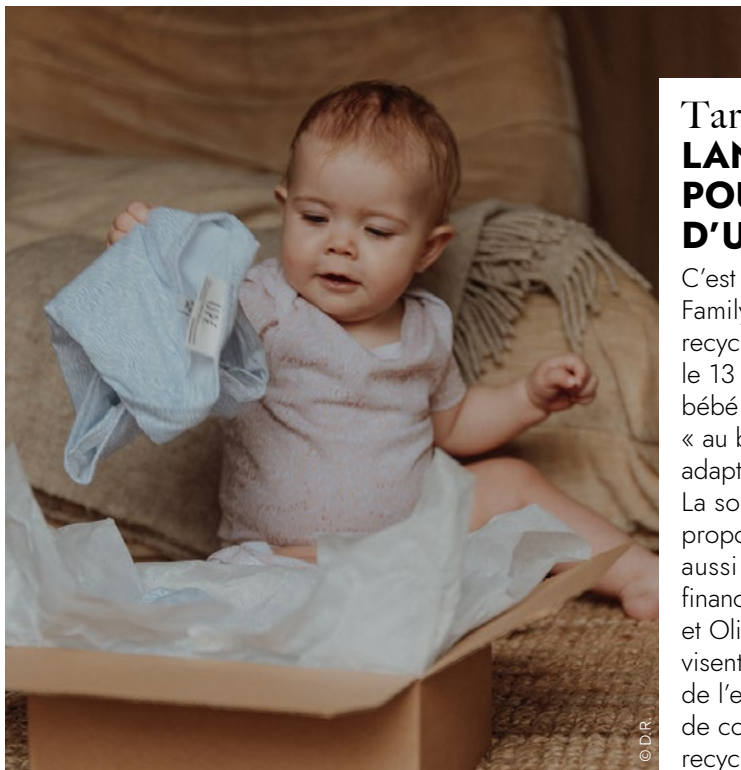 Tar
LAN
POU
D'U
C'est
Family
recyc
le 13
bébé
« au b
adapt
La so
propo
aussi
financ
et Oli
visent
de l'e
de co
recyc
© D.R.